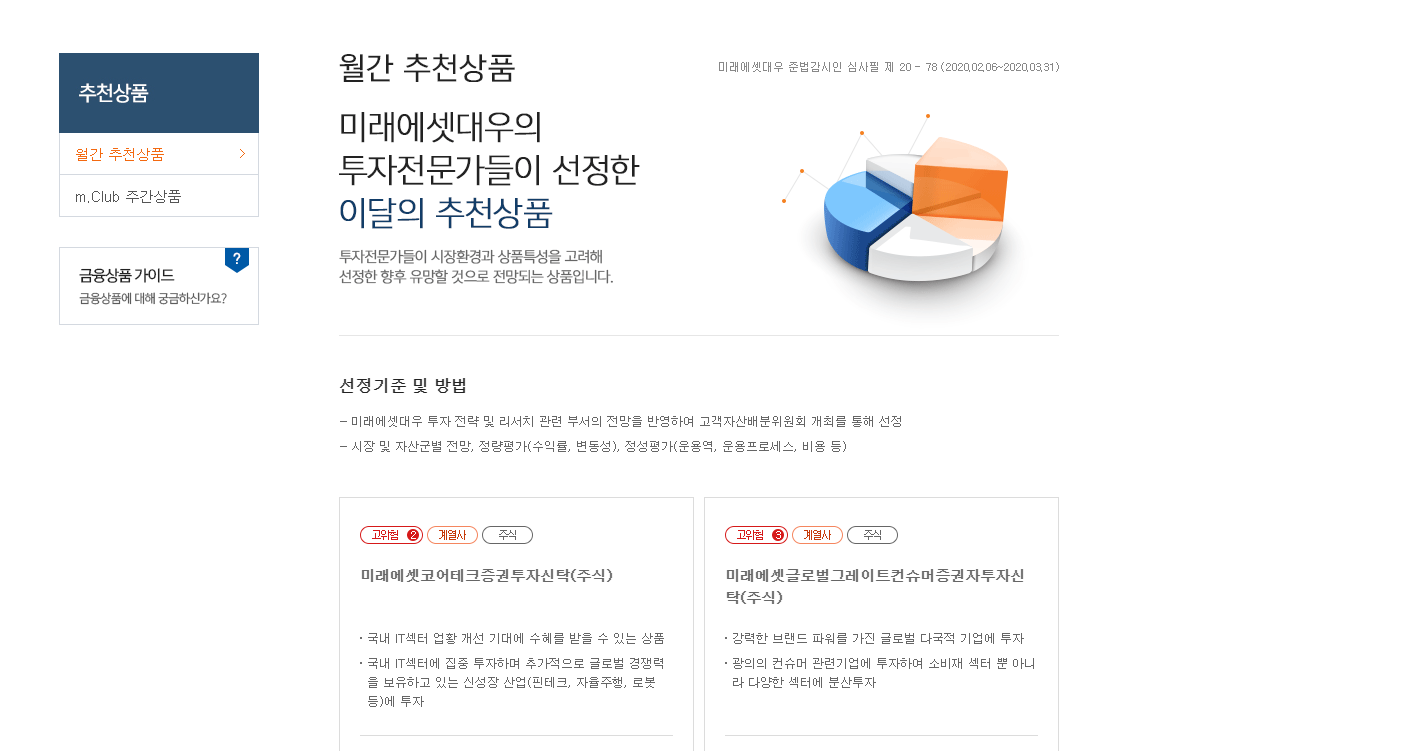 추천상품
월간 추천상품
m.Club 주간상품
금융상품 가이드
?
금융상품에 대해 궁금하신가요?
월간 추천상품
미래에셋대우 준법감시인 심사필 제 20 - 78 (2020.02.06~2020.03.31)
미래에셋대우의
투자전문가들이 선정한
이달의 추천상품
투자전문가들이 시장환경과 상품특성을 고려해
선정한 향후 유망할 것으로 전망되는 상품입니다.
선정기준 및 방법
- 미래에셋대우 투자 전략 및 리서치 관련 부서의 전망을 반영하여 고객자산배분위원회 개최를 통해 선정
- 시장 및 자산군별 전망, 정량평가(수익률, 변동성), 정성평가(운용역, 운용프로세스, 비용 등)
고위험 2 계열사 주식
미래에셋코어테크증권투자신탁(주식)
· 국내 IT섹터 업황 개선 기대에 수혜를 받을 수 있는 상품
· 국내 IT섹터에 집중 투자하며 추가적으로 글로벌 경쟁력
을 보유하고 있는 신성장 산업(핀테크, 자율주행, 로봇
등)에 투자
고위험 3 계열사 주식
미래에셋글로벌그레이트컨슈머증권자투자신
탁(주식)
· 강력한 브랜드 파워를 가진 글로벌 다국적 기업에 투자
· 광의의 컨슈머 관련기업에 투자하여 소비재 섹터 뿐 아니
라 다양한 섹터에 분산투자